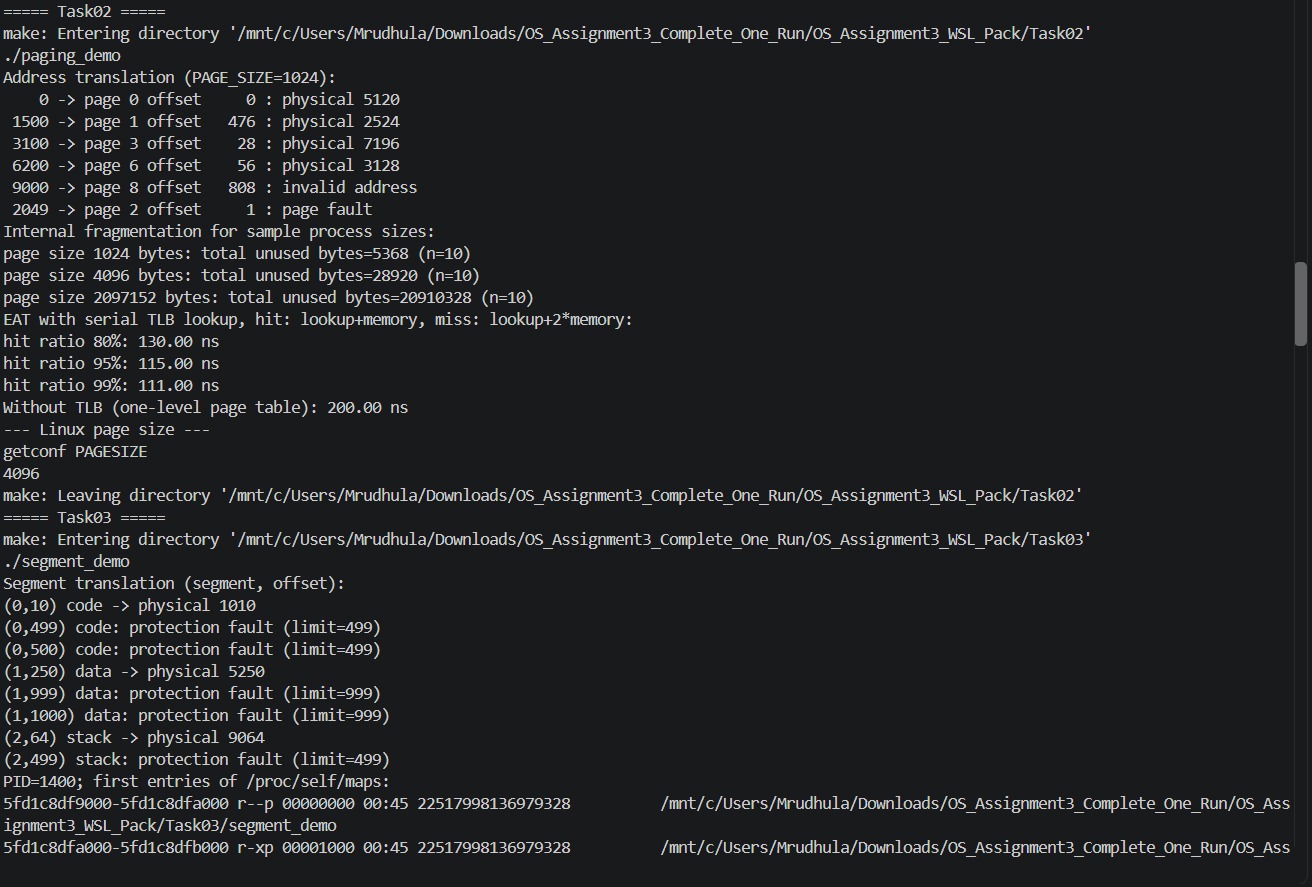 ===== Task02 =====
make: Entering directory '/mnt/c/Users/Mrudhula/Downloads/OS_Assignment3_Complete_One_Run/OS_Assignment3_WSL_Pack/Task02'
./paging_demo
Address translation (PAGE_SIZE=1024):
    0 -> page 0 offset     0 : physical 5120
 1500 -> page 1 offset   476 : physical 2524
 3100 -> page 3 offset    28 : physical 7196
 6200 -> page 6 offset    56 : physical 3128
 9000 -> page 8 offset   808 : invalid address
 2049 -> page 2 offset     1 : page fault
Internal fragmentation for sample process sizes:
page size 1024 bytes: total unused bytes=5368 (n=10)
page size 4096 bytes: total unused bytes=28920 (n=10)
page size 2097152 bytes: total unused bytes=20910328 (n=10)
EAT with serial TLB lookup, hit: lookup+memory, miss: lookup+2*memory:
hit ratio 80%: 130.00 ns
hit ratio 95%: 115.00 ns
hit ratio 99%: 111.00 ns
Without TLB (one-level page table): 200.00 ns
--- Linux page size ---
getconf PAGESIZE
4096
make: Leaving directory '/mnt/c/Users/Mrudhula/Downloads/OS_Assignment3_Complete_One_Run/OS_Assignment3_WSL_Pack/Task02'
===== Task03 =====
make: Entering directory '/mnt/c/Users/Mrudhula/Downloads/OS_Assignment3_Complete_One_Run/OS_Assignment3_WSL_Pack/Task03'
./segment_demo
Segment translation (segment, offset):
(0,10) code -> physical 1010
(0,499) code: protection fault (limit=499)
(0,500) code: protection fault (limit=499)
(1,250) data -> physical 5250
(1,999) data: protection fault (limit=999)
(1,1000) data: protection fault (limit=999)
(2,64) stack -> physical 9064
(2,499) stack: protection fault (limit=499)
PID=1400; first entries of /proc/self/maps:
5fd1c8df9000-5fd1c8dfa000 r--p 00000000 00:45 22517998136979328          /mnt/c/Users/Mrudhula/Downloads/OS_Assignment3_Complete_One_Run/OS_Ass
ignment3_WSL_Pack/Task03/segment_demo
5fd1c8dfa000-5fd1c8dfb000 r-xp 00001000 00:45 22517998136979328          /mnt/c/Users/Mrudhula/Downloads/OS_Assignment3_Complete_One_Run/OS_Ass